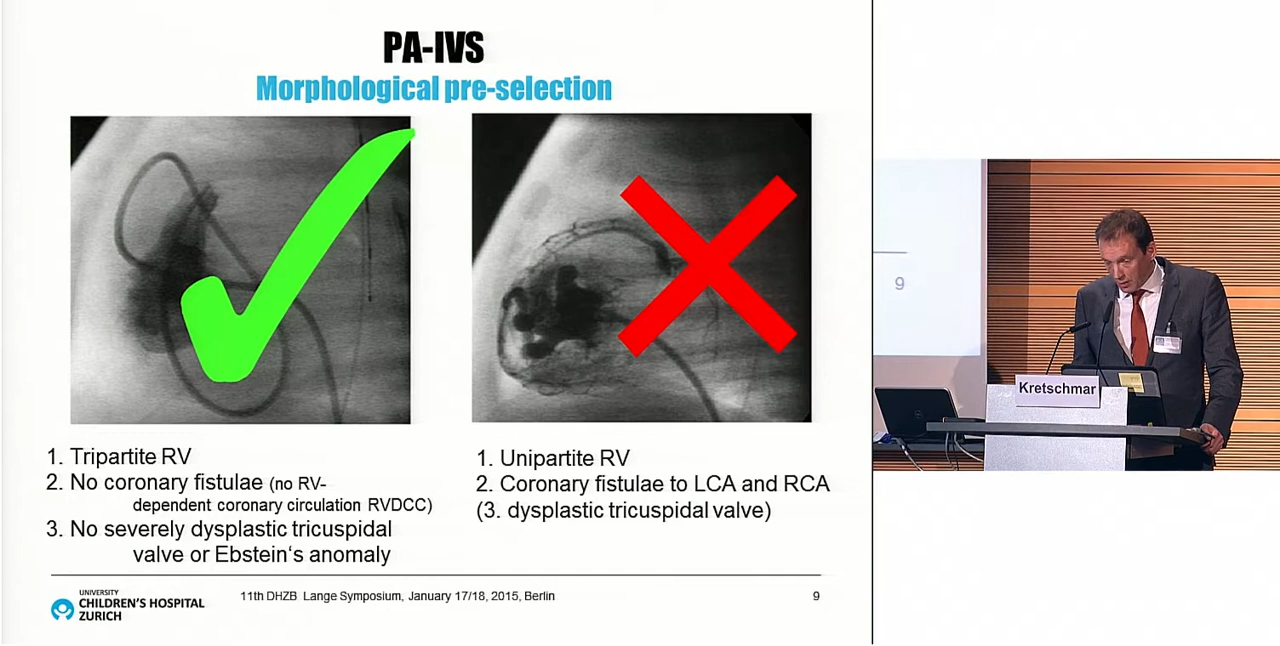 PA-IVS
Morphological pre-selection
1. Tripartite RV
2. No coronary fistulae (no RV-
dependent coronary circulation RVDCC)
3. No severely dysplastic tricuspidal
valve or Ebstein‘s anomaly
1. Unipartite RV
2. Coronary fistulae to LCA and RCA
(3. dysplastic tricuspidal valve)
UNIVERSITY
CHILDREN'S HOSPITAL
ZURICH
11th DHZB Lange Symposium, January 17/18, 2015, Berlin
9
9
Kretschmar